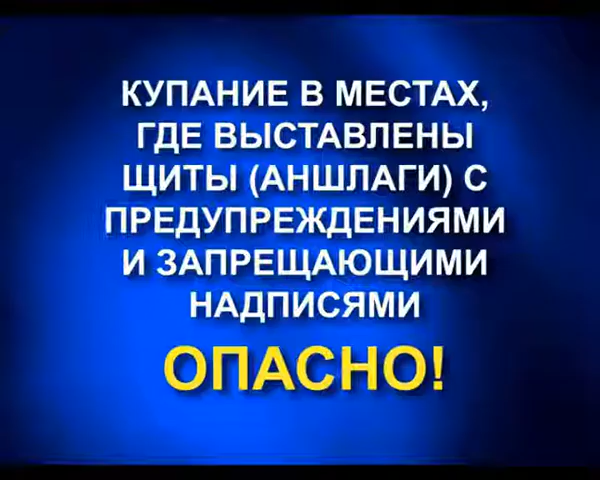 КУПАНИЕ В МЕСТАХ,
ГДЕ ВЫСТАВЛЕНЫ
ЩИТЫ (АНШЛАГИ) С
ПРЕДУПРЕЖДЕНИЯМИ
И ЗАПРЕЩАЮЩИМИ
НАДПИСЯМИ
ОПАСНО!